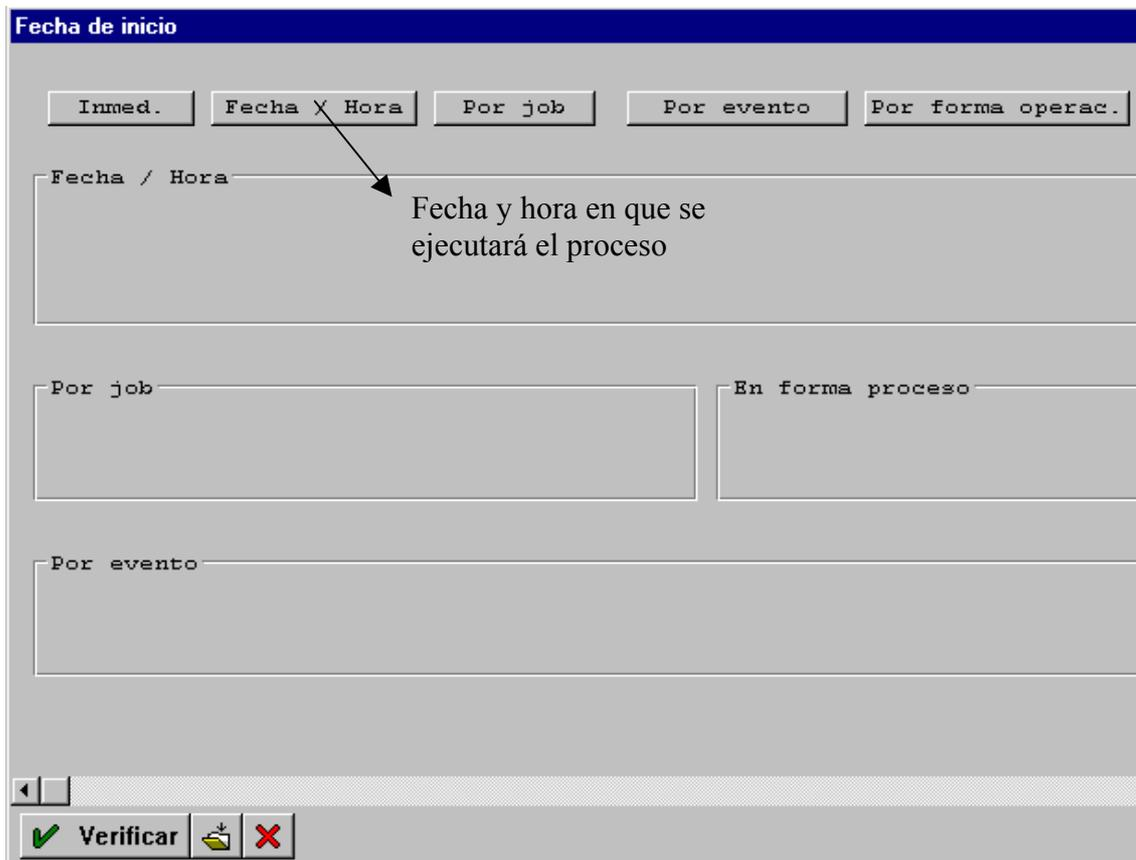 Fecha de inicio
Inmed. Fecha / Hora Por job Por evento Por forma operac.
Fecha / Hora
Fecha y hora en que se
ejecutará el proceso
Por job En forma proceso
Por evento
Verificar